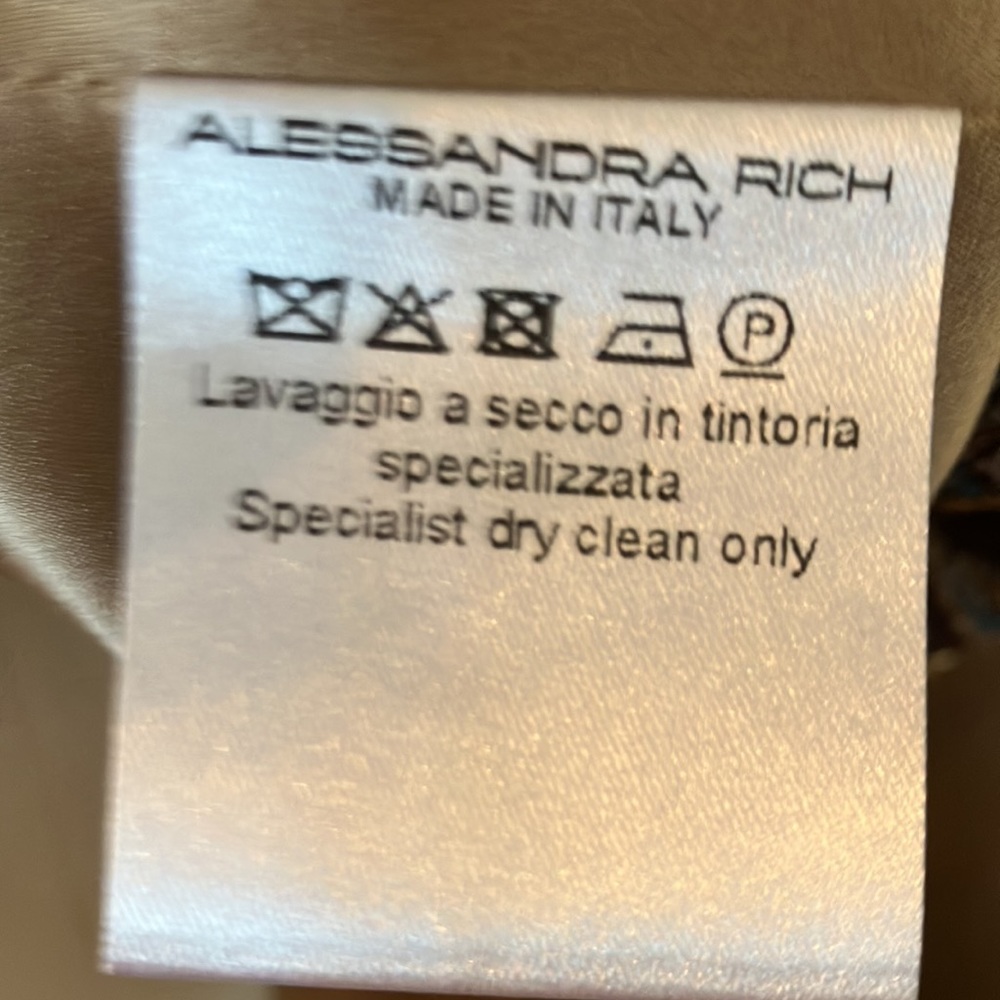 ALESSANDRA RICH
MADE IN ITALY
P
Lavaggio a secco in tintoria
specializzata
Specialist dry clean only